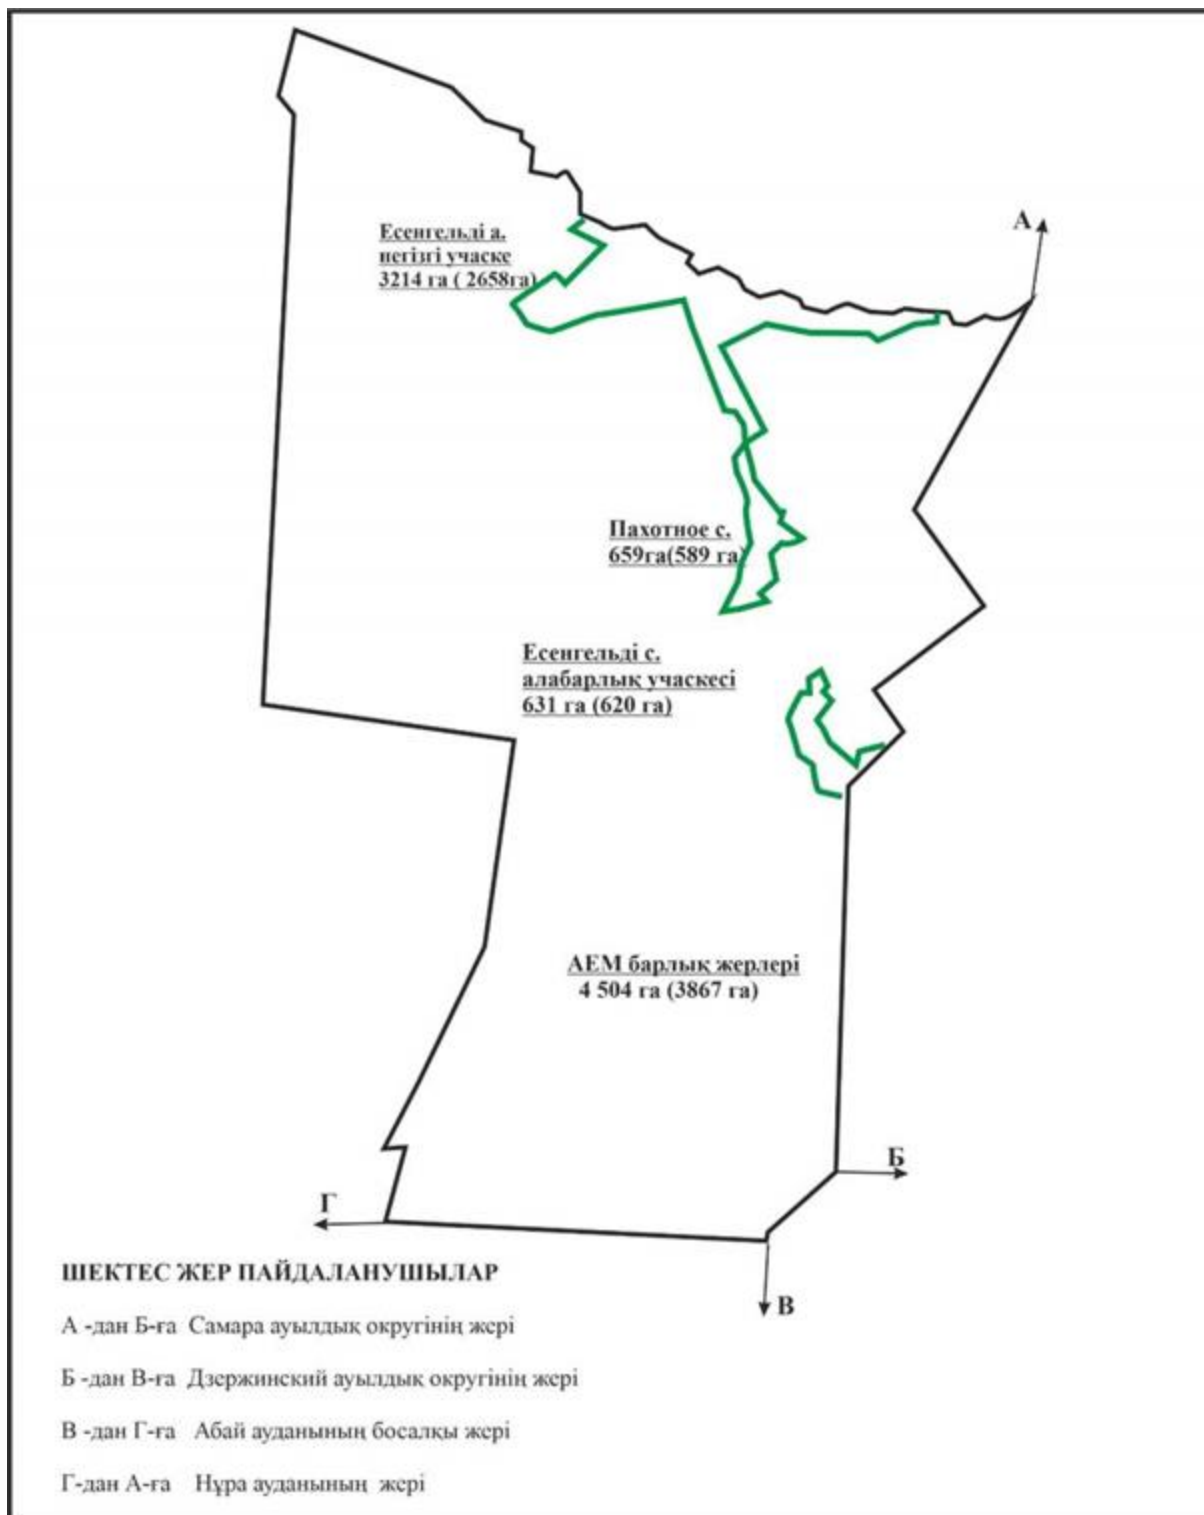 А
Есенгельді а.
негізгі учаске
3214 га ( 2658га)
Пахотное с.
659га(589 га)
Есенгельді с.
алабарлық учаскесі
631 га (620 га)
АЕМ барлық жерлері
4 504 га (3867 га)
Б
Г
В
ШЕКТЕС ЖЕР ПАЙДАЛАНУШЫЛАР
А -дан Б-ға Самара ауылдық округінің жері
Б -дан В-ға Дзержинский ауылдық округінің жері
В -дан Г-ға Абай ауданының босалқы жері
Г-дан А-ға Нұра ауданының жері